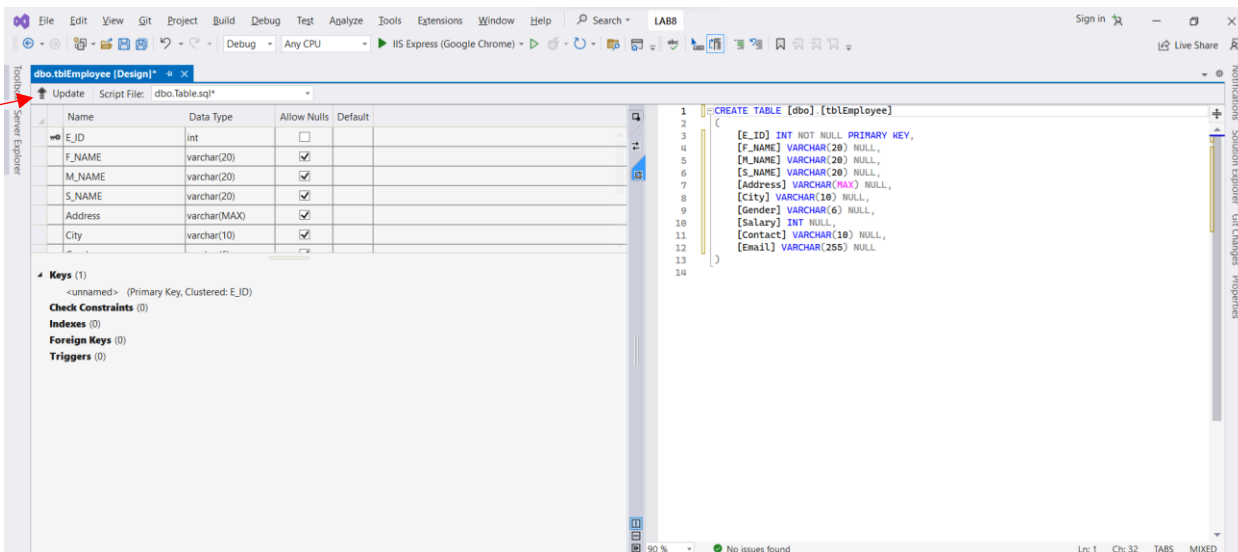 File Edit View Git Project Build Debug Test Analyze Tools Extensions Window Help Search LAB8 Sign in
Debug Any CPU IIS Express (Google Chrome) Live Share
dbo.tblEmployee [Design]*
Update Script File: dbo.Table.sql*
Name Data Type Allow Nulls Default
E_ID int
F_NAME varchar(20)
M_NAME varchar(20)
S_NAME varchar(20)
Address varchar(MAX)
City varchar(10)
Keys (1)
<unnamed> (Primary Key, Clustered: E_ID)
Check Constraints (0)
Indexes (0)
Foreign Keys (0)
Triggers (0)
1 CREATE TABLE [dbo].[tblEmployee]
2 (
3 [E_ID] INT NOT NULL PRIMARY KEY,
4 [F_NAME] VARCHAR(20) NULL,
5 [M_NAME] VARCHAR(20) NULL,
6 [S_NAME] VARCHAR(20) NULL,
7 [Address] VARCHAR(MAX) NULL,
8 [City] VARCHAR(10) NULL,
9 [Gender] VARCHAR(6) NULL,
10 [Salary] INT NULL,
11 [Contact] VARCHAR(10) NULL,
12 [Email] VARCHAR(255) NULL
13 )
14
90 % No issues found Ln: 1 Ch: 32 TABS MIXED
Server Explorer
Notifications
Solution Explorer
Git Changes
Properties